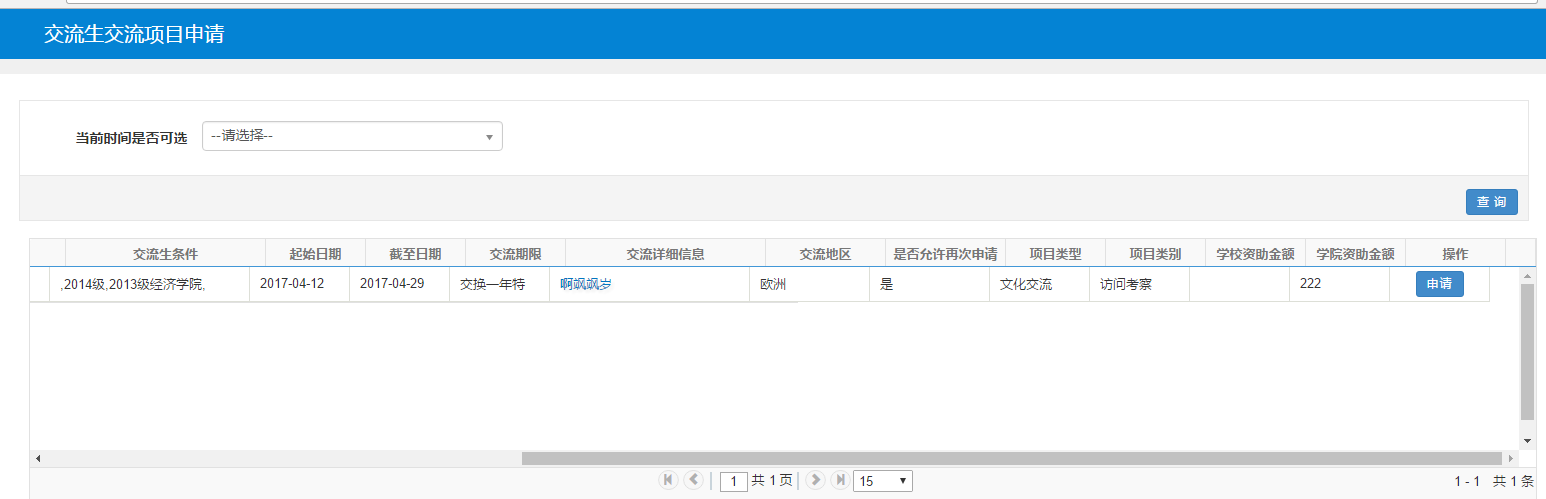 交流生交流项目申请
当前时间是否可选 --请选择--
查 询
交流生条件 起始日期 截至日期 交流期限 交流详细信息 交流地区 是否允许再次申请 项目类型 项目类别 学校资助金额 学院资助金额 操作
,2014级,2013级经济学院, 2017-04-12 2017-04-29 交换一年特 啊飒飒岁 欧洲 是 文化交流 访问考察 222 申请
1 共 1 页 15 1 - 1 共 1 条